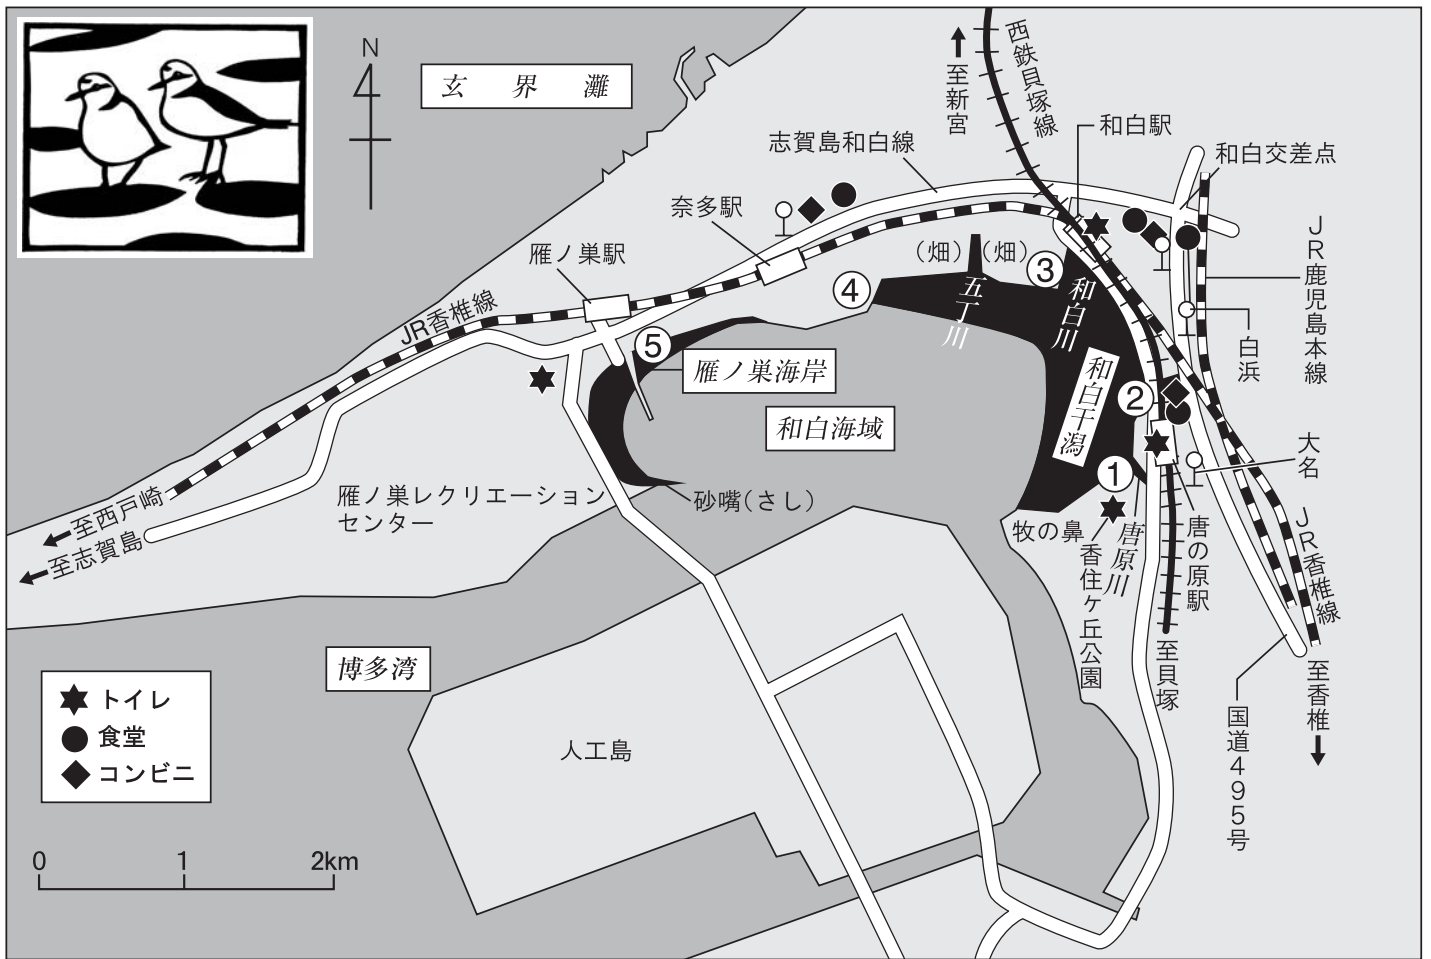 N
玄界灘
至新宮
西鉄貝塚線
和白駅
和白交差点
志賀島和白線
奈多駅
雁ノ巣駅
JR香椎線
(畑)
(畑)
③
④
⑤
五丁川
和白川
JR鹿児島本線
白浜
雁ノ巣海岸
和白海域
和白干潟
②
①
大名
砂嘴(さし)
雁ノ巣レクリエーション
センター
至西戸崎
至志賀島
牧の鼻
香住ヶ丘公園
唐原川
唐の原駅
JR香椎線
至貝塚
至香椎
国道495号
博多湾
人工島
トイレ
食堂
コンビニ
0 1 2km